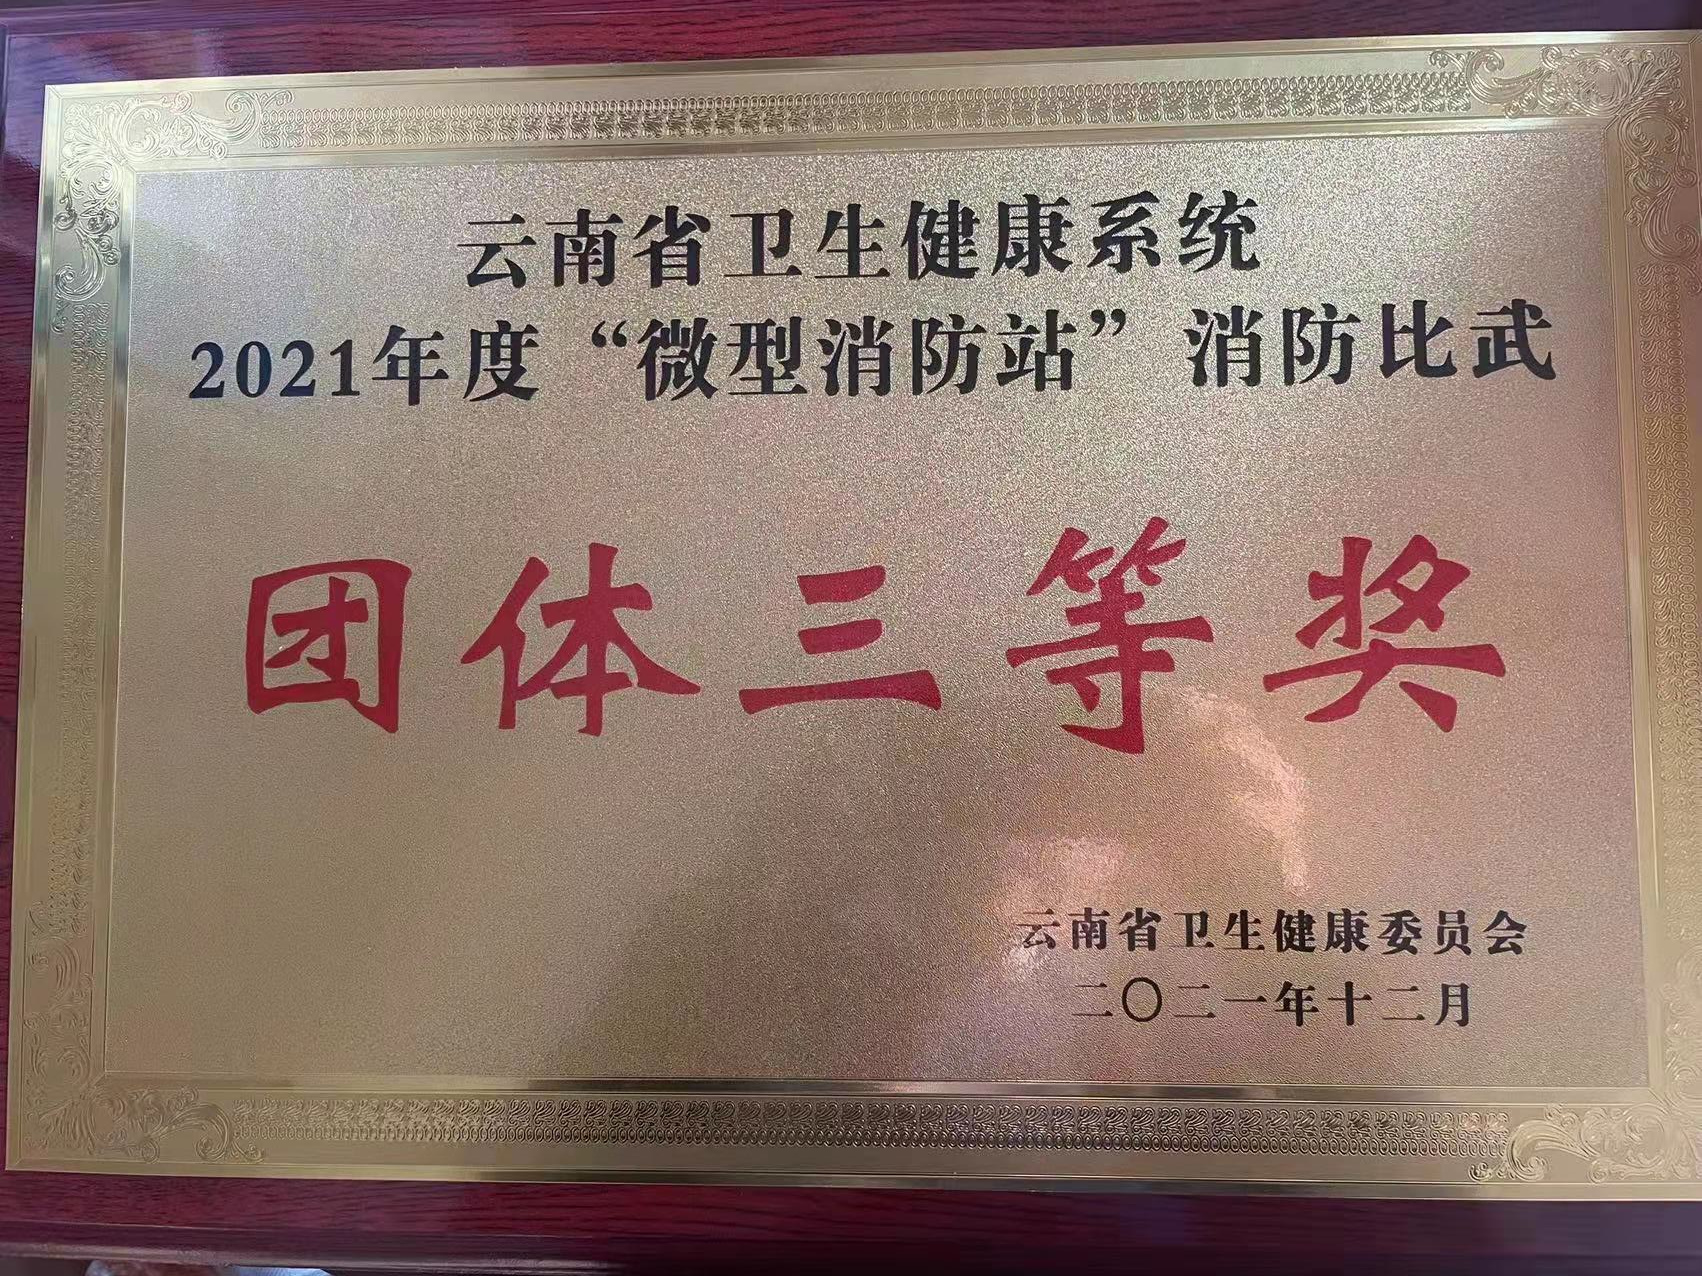 云南省卫生健康系统
2021年度“微型消防站”消防比武
团体三等奖
云南省卫生健康委员会
二〇二一年十二月